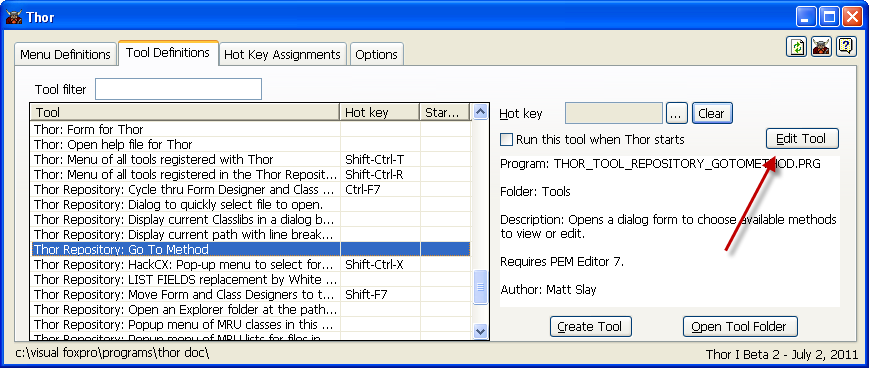 Thor
Menu Definitions Tool Definitions Hot Key Assignments Options
Tool filter
Tool Hot key Star...
Thor: Form for Thor
Thor: Open help file for Thor
Thor: Menu of all tools registered with Thor Shift-Ctrl-T
Thor: Menu of all tools registered in the Thor Reposit... Shift-Ctrl-R
Thor Repository: Cycle thru Form Designer and Class ... Ctrl-F7
Thor Repository: Dialog to quickly select file to open.
Thor Repository: Display current Classlibs in a dialog b...
Thor Repository: Display current path with line break...
Thor Repository: Go To Method
Thor Repository: HackCX: Pop-up menu to select for... Shift-Ctrl-X
Thor Repository: LIST FIELDS replacement by White ...
Thor Repository: Move Form and Class Designers to t... Shift-F7
Thor Repository: Open an Explorer folder at the path...
Thor Repository: Popup menu of MRU classes in this ...
Thor Repository: Popup menu of MRU lists for files in
Hot key ... Clear
Run this tool when Thor starts
Edit Tool
Program: THOR_TOOL_REPOSITORY_GOTOMETHOD.PRG
Folder: Tools
Description: Opens a dialog form to choose available methods
to view or edit.
Requires PEM Editor 7.
Author: Matt Slay
Create Tool Open Tool Folder
c:\visual foxpro\programs\thor doc\ Thor I Beta 2 - July 2, 2011